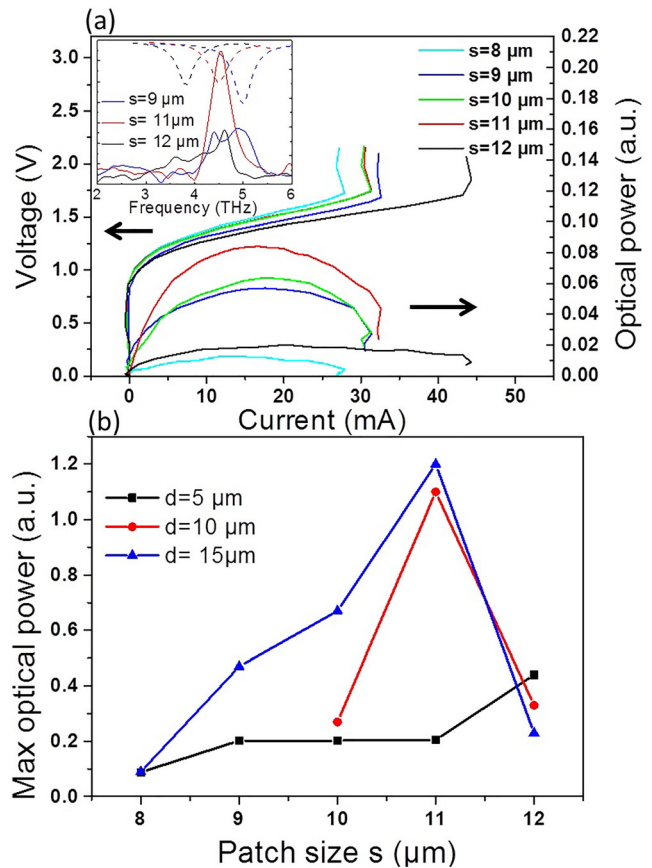 (a)
3.0
2.5
2.0
1.5
1.0
0.5
0.0
Voltage (V)
0.22
0.20
0.18
0.16
0.14
0.12
0.10
0.08
0.06
0.04
0.02
0.00
Optical power (a.u.)
s=8 µm
s=9 µm
s=10 µm
s=11 µm
s=12 µm
s=9 µm
s= 11µm
s= 12 µm
2 3 4 5 6
Frequency (THz)
0 10 20 30 40 50
Current (mA)
(b)
1.2
1.0
0.8
0.6
0.4
0.2
0.0
Max optical power (a.u.)
d=5 µm
d=10 µm
d= 15µm
8 9 10 11 12
Patch size s (µm)